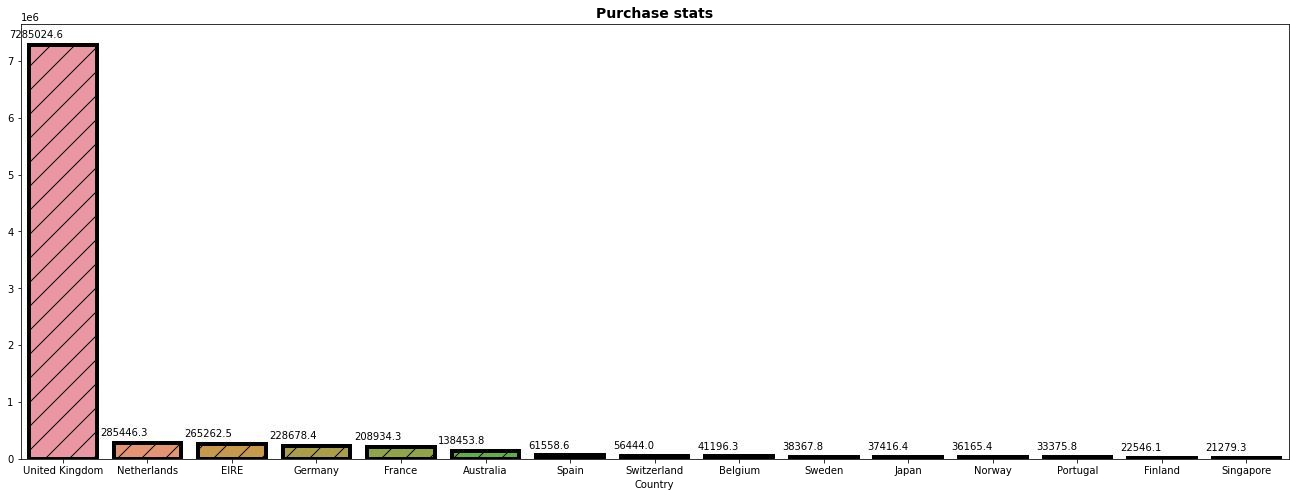 Purchase stats
1e6
7285024.6
7
6
5
4
3
2
1
0
285446.3
265262.5
228678.4
208934.3
138453.8
61558.6
56444.0
41196.3
38367.8
37416.4
36165.4
33375.8
22546.1
21279.3
United Kingdom
Netherlands
EIRE
Germany
France
Australia
Spain
Switzerland
Belgium
Sweden
Japan
Norway
Portugal
Finland
Singapore
Country